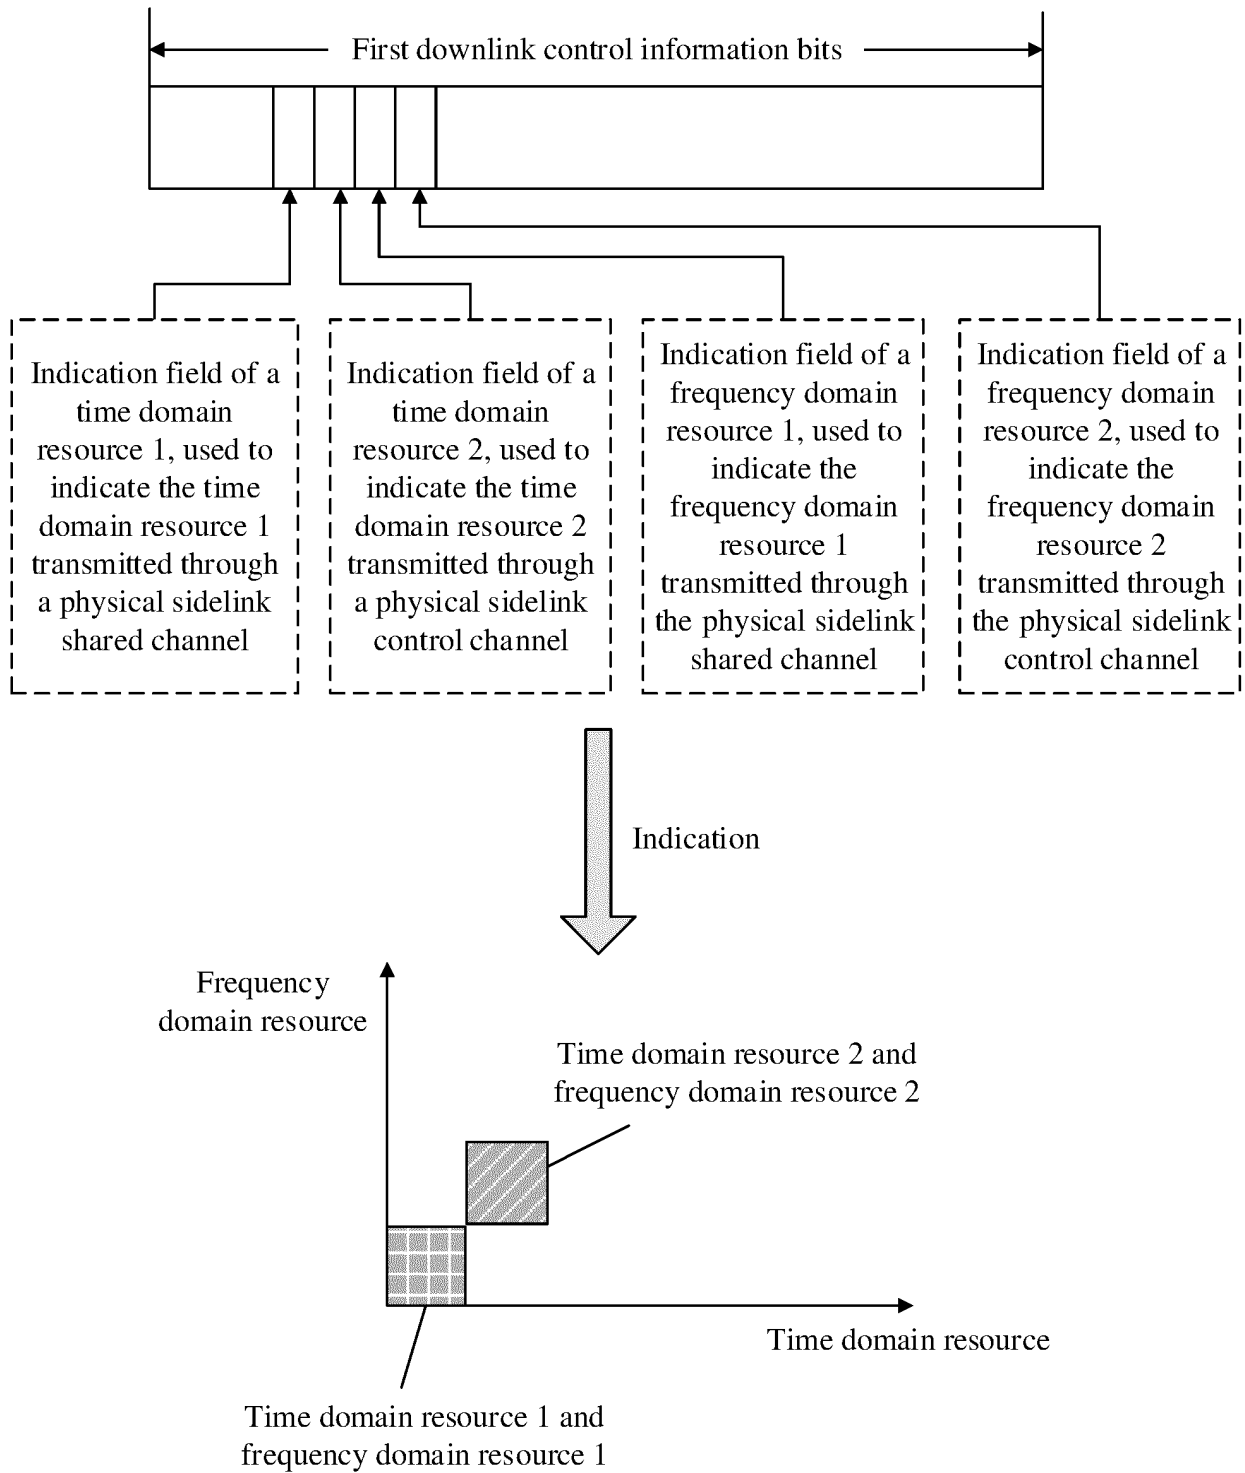 First downlink control information bits
Indication field of a
time domain
resource 1, used to
indicate the time
domain resource 1
transmitted through
a physical sidelink
shared channel
Indication field of a
time domain
resource 2, used to
indicate the time
domain resource 2
transmitted through
a physical sidelink
control channel
Indication field of a
frequency domain
resource 1, used to
indicate the
frequency domain
resource 1
transmitted through
the physical sidelink
shared channel
Indication field of a
frequency domain
resource 2, used to
indicate the
frequency domain
resource 2
transmitted through
the physical sidelink
control channel
Indication
Frequency
domain resource
Time domain resource 2 and
frequency domain resource 2
Time domain resource
Time domain resource 1 and
frequency domain resource 1